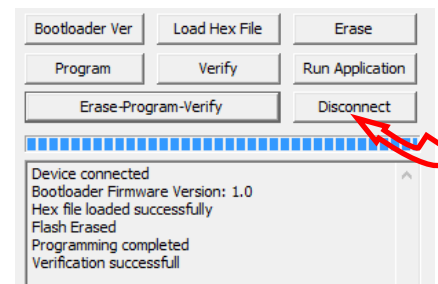 Bootloader Ver Load Hex File Erase
Program Verify Run Application
Erase-Program-Verify Disconnect
Device connected
Bootloader Firmware Version: 1.0
Hex file loaded successfully
Flash Erased
Programming completed
Verification successfull